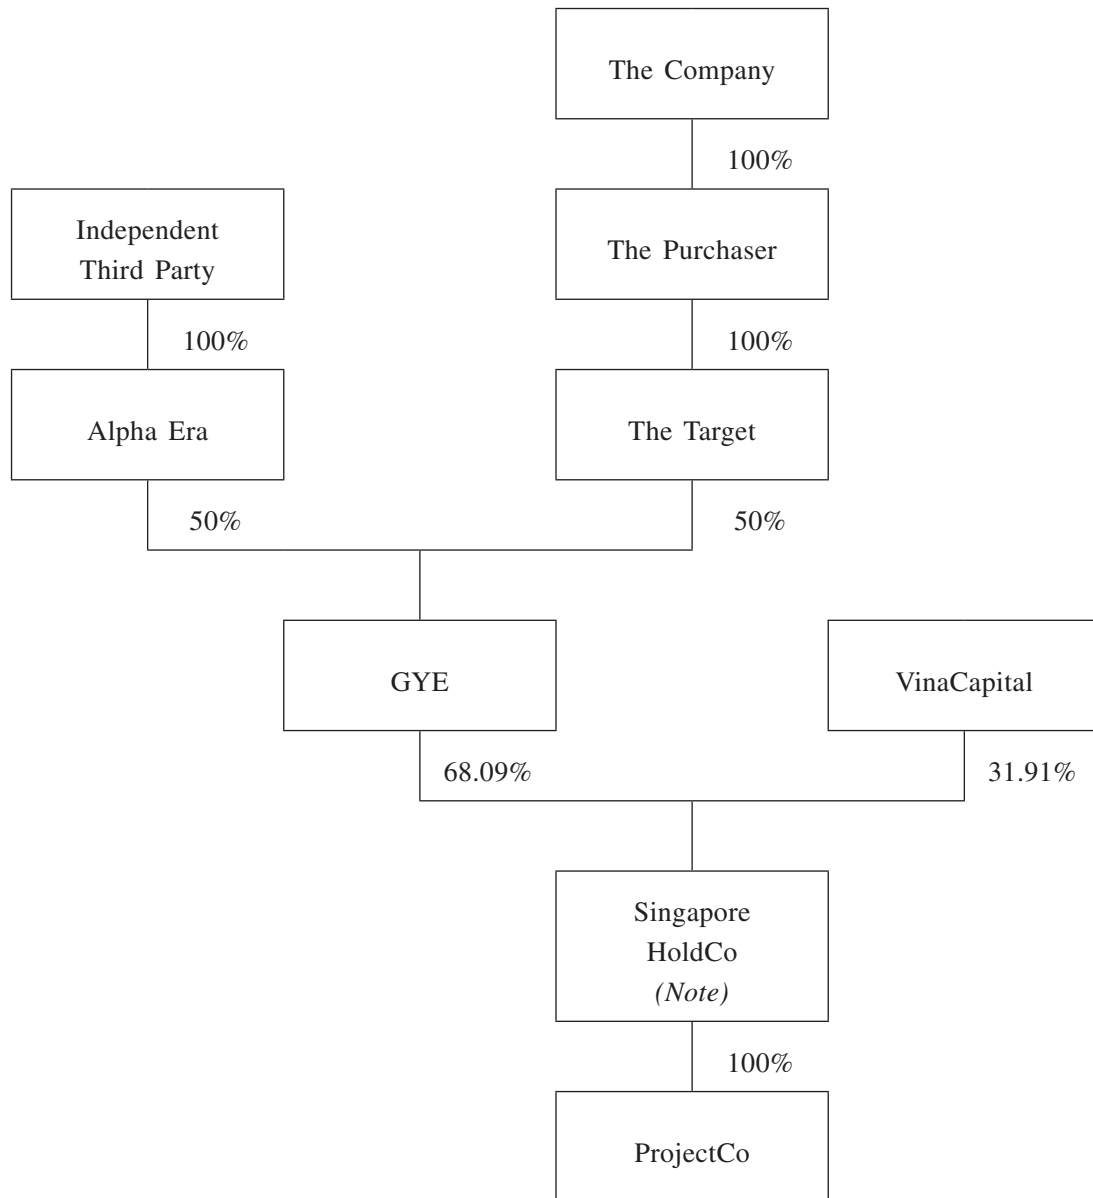 The Company
100%
Independent
Third Party
The Purchaser
100%
100%
Alpha Era
The Target
50%
50%
GYE
VinaCapital
68.09%
31.91%
Singapore
HoldCo
(Note)
100%
ProjectCo